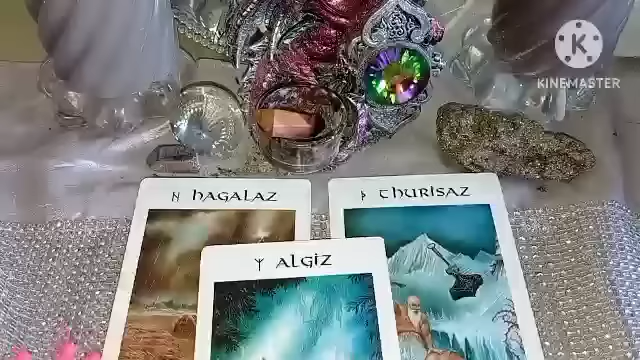 K
KINEMASTER
ᚺ HAGALAZ
ᚦ THURISAZ
ᛉ ALGIZ